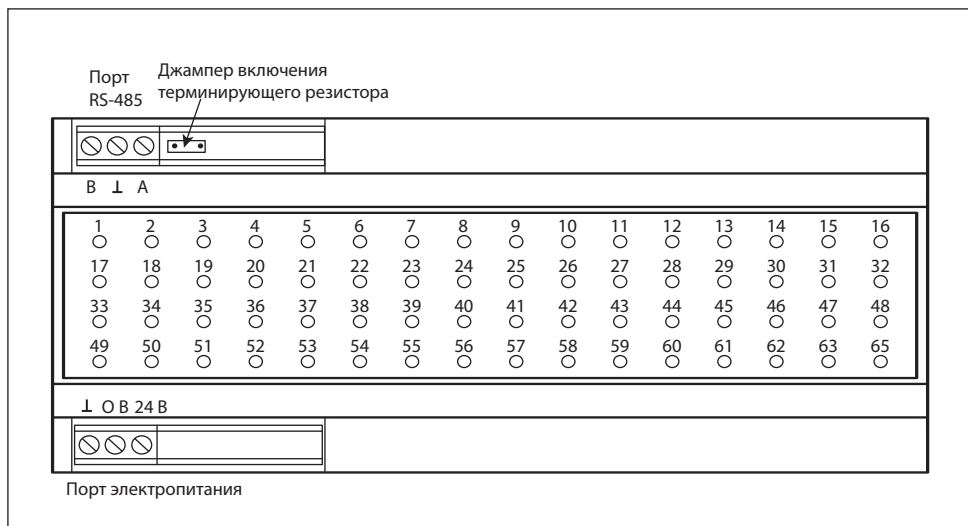 Порт
RS-485
Джампер включения
терминирующего резистора
B ⊥ A
1 2 3 4 5 6 7 8 9 10 11 12 13 14 15 16
17 18 19 20 21 22 23 24 25 26 27 28 29 30 31 32
33 34 35 36 37 38 39 40 41 42 43 44 45 46 47 48
49 50 51 52 53 54 55 56 57 58 59 60 61 62 63 65
⊥ О В 24 В
Порт электропитания